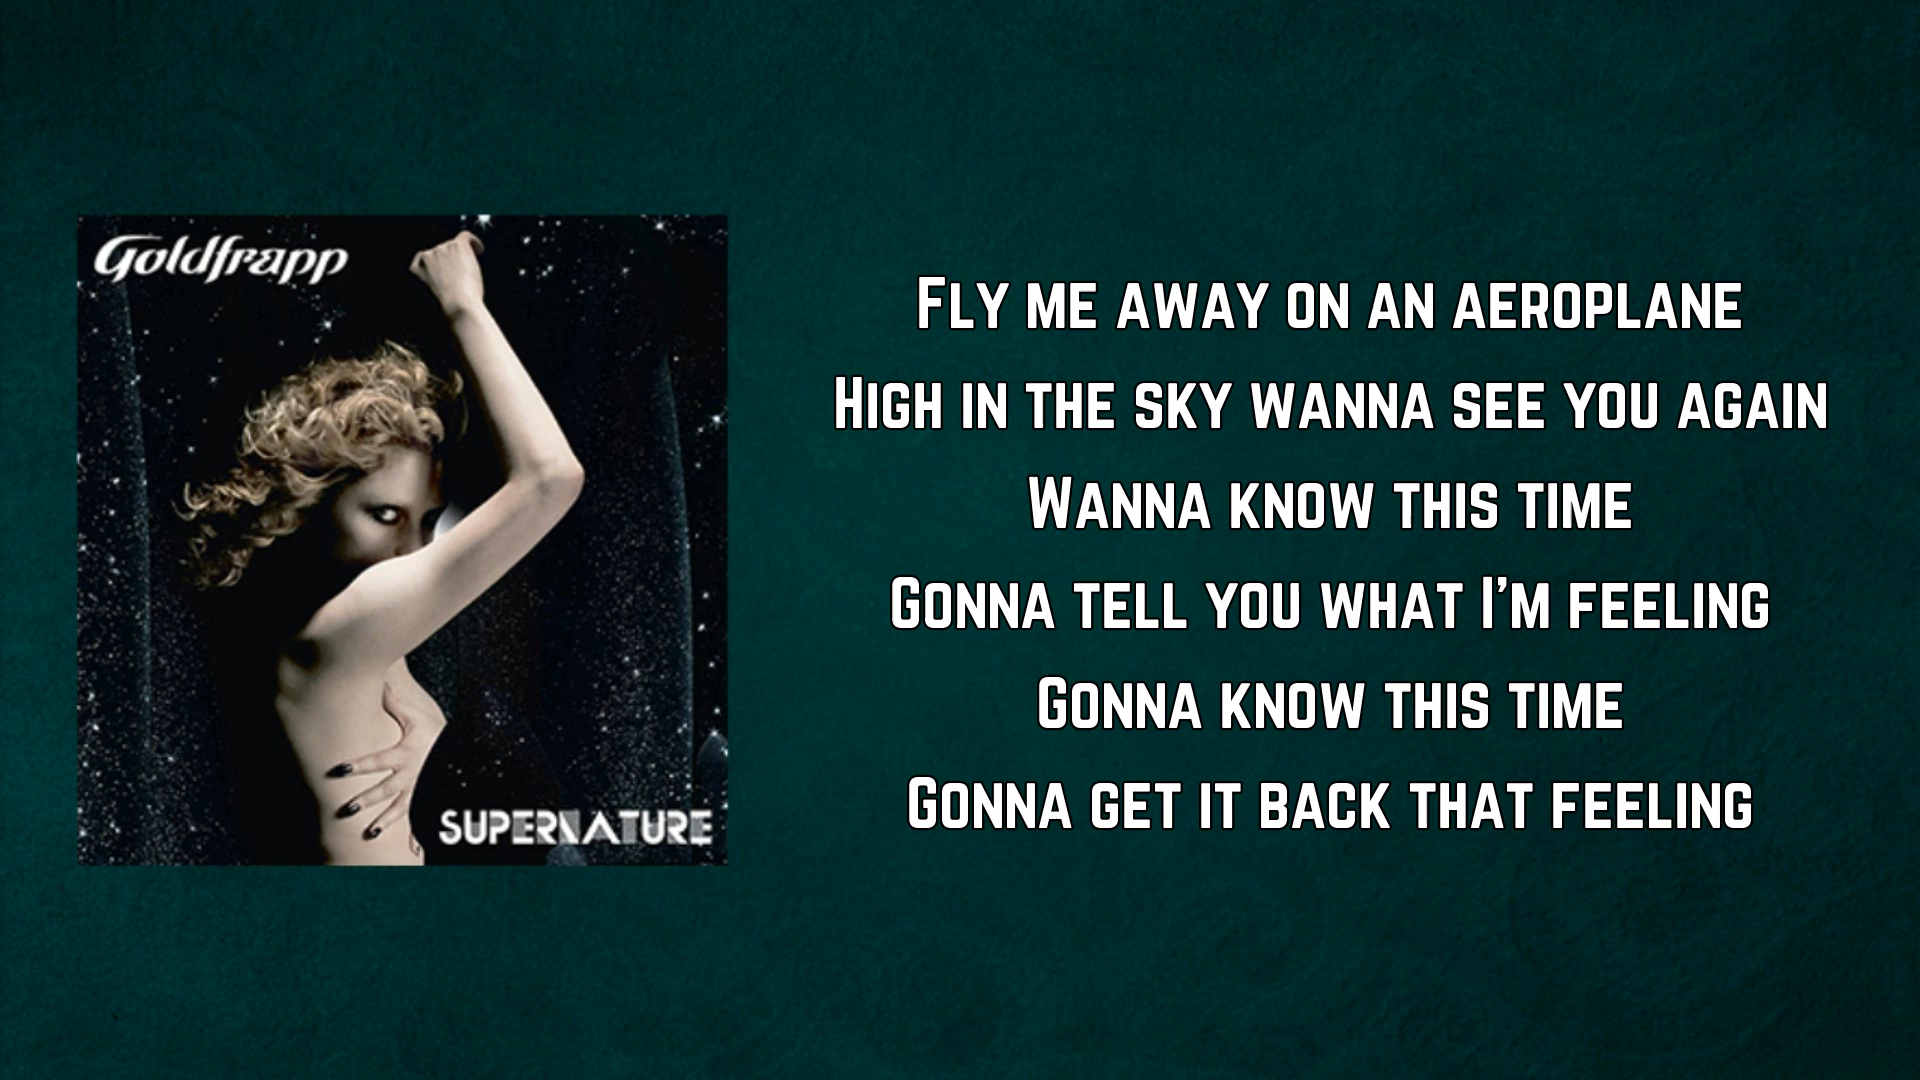 Goldfrapp
SUPERNATURE
Fly me away on an aeroplane
High in the sky wanna see you again
Wanna know this time
Gonna tell you what I'm feeling
Gonna know this time
Gonna get it back that feeling